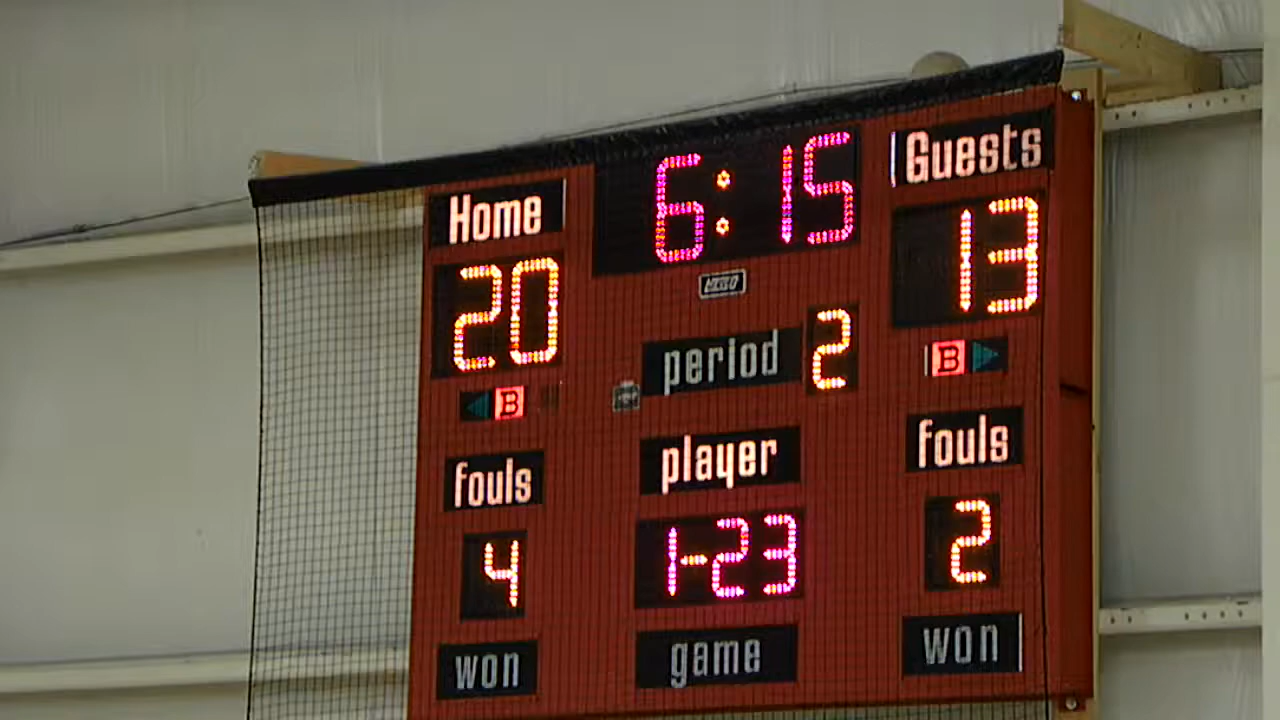 Home 6:15 Guests
20 13
period 2
B B
fouls player fouls
4 1-23 2
won game won